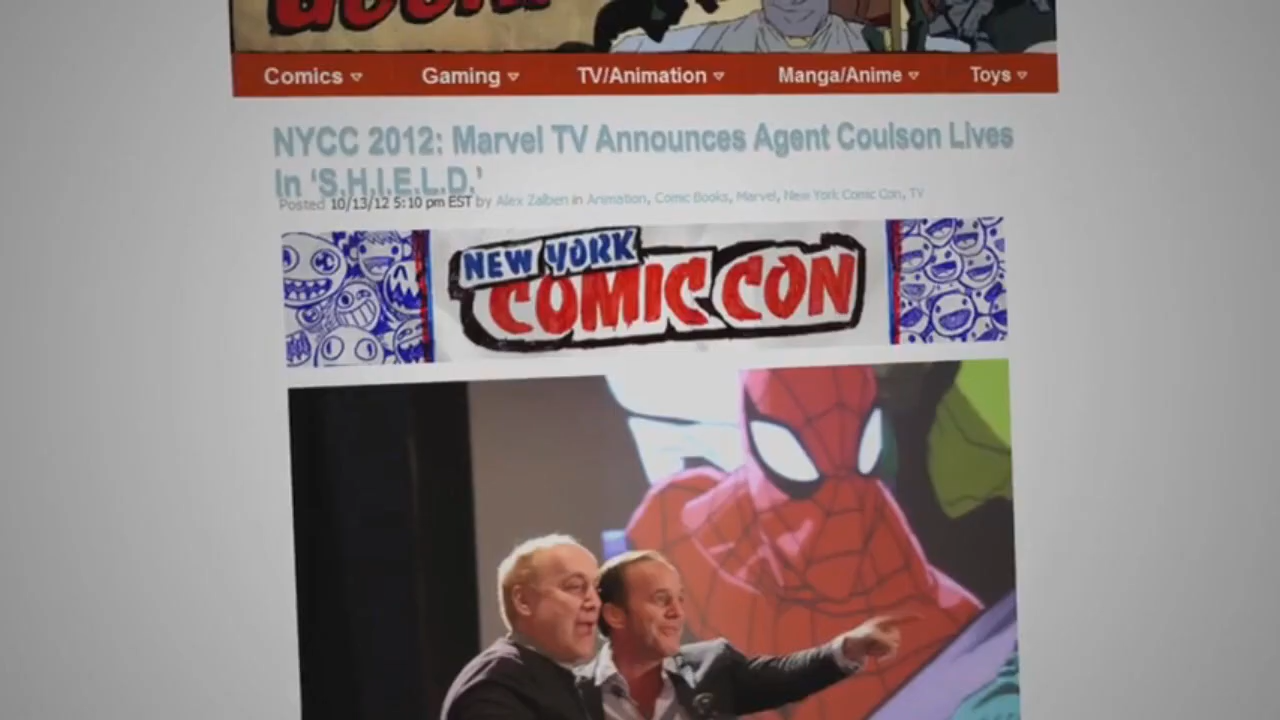 Comics Gaming TV/Animation Manga/Anime Toys
NYCC 2012: Marvel TV Announces Agent Coulson Lives
In ‘S.H.I.E.L.D.’
Posted 10/13/12 5:10 pm EST by Alex Zalben in Animation, Comic Books, Marvel, New York Comic Con, TV
NEW YORK
COMIC CON